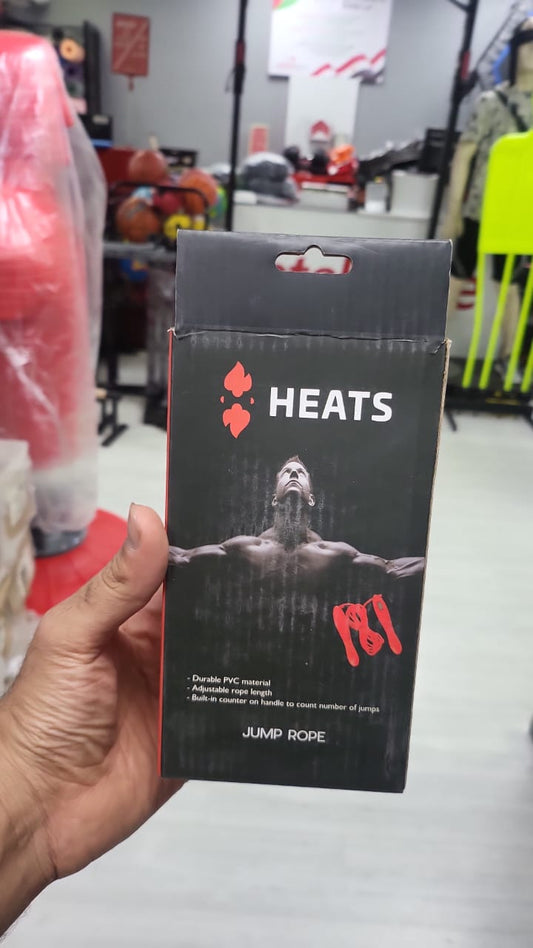 HEATS
- Durable PVC material
- Adjustable rope length
- Built-in counter on handle to count number of jumps
JUMP ROPE